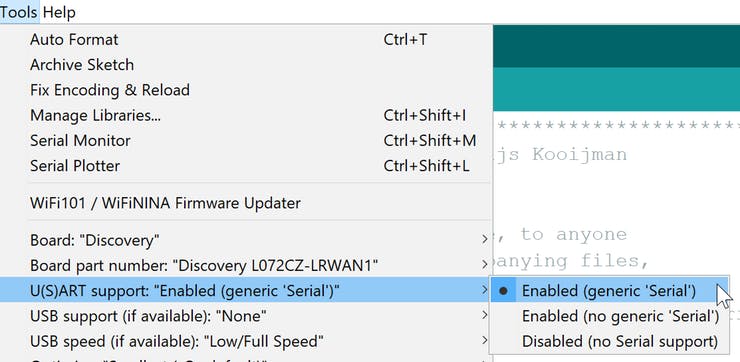 Tools Help
Auto Format Ctrl+T
Archive Sketch
Fix Encoding & Reload
Manage Libraries... Ctrl+Shift+I
Serial Monitor Ctrl+Shift+M
Serial Plotter Ctrl+Shift+L
WiFi101 / WiFiNINA Firmware Updater
Board: "Discovery"
Board part number: "Discovery L072CZ-LRWAN1"
U(S)ART support: "Enabled (generic 'Serial')"
USB support (if available): "None"
USB speed (if available): "Low/Full Speed"
*******************
js Kooijman
, to anyone
panying files,
Enabled (generic 'Serial')
Enabled (no generic 'Serial')
Disabled (no Serial support)